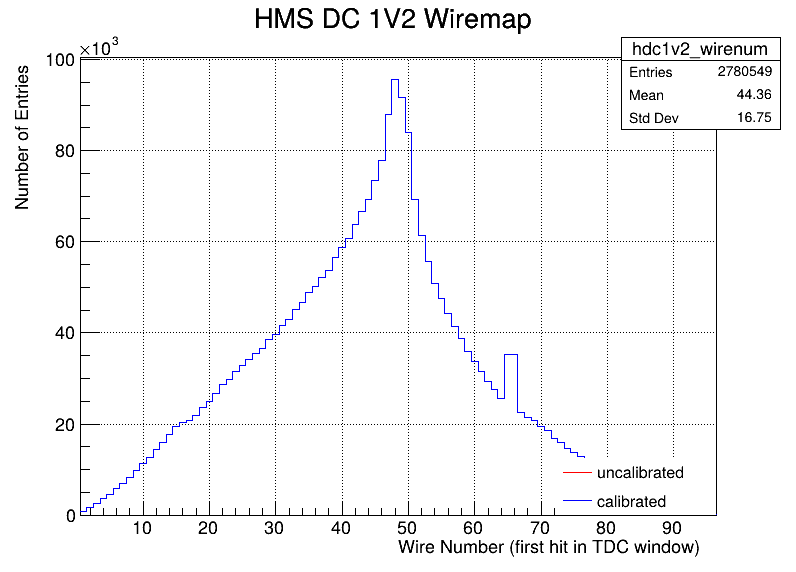 HMS DC 1V2 Wiremap
×10³
hdc1v2_wirenum
Entries 2780549
Mean 44.36
Std Dev 16.75
Number of Entries
100
80
60
40
20
0
uncalibrated
calibrated
10 20 30 40 50 60 70 80 90
Wire Number (first hit in TDC window)